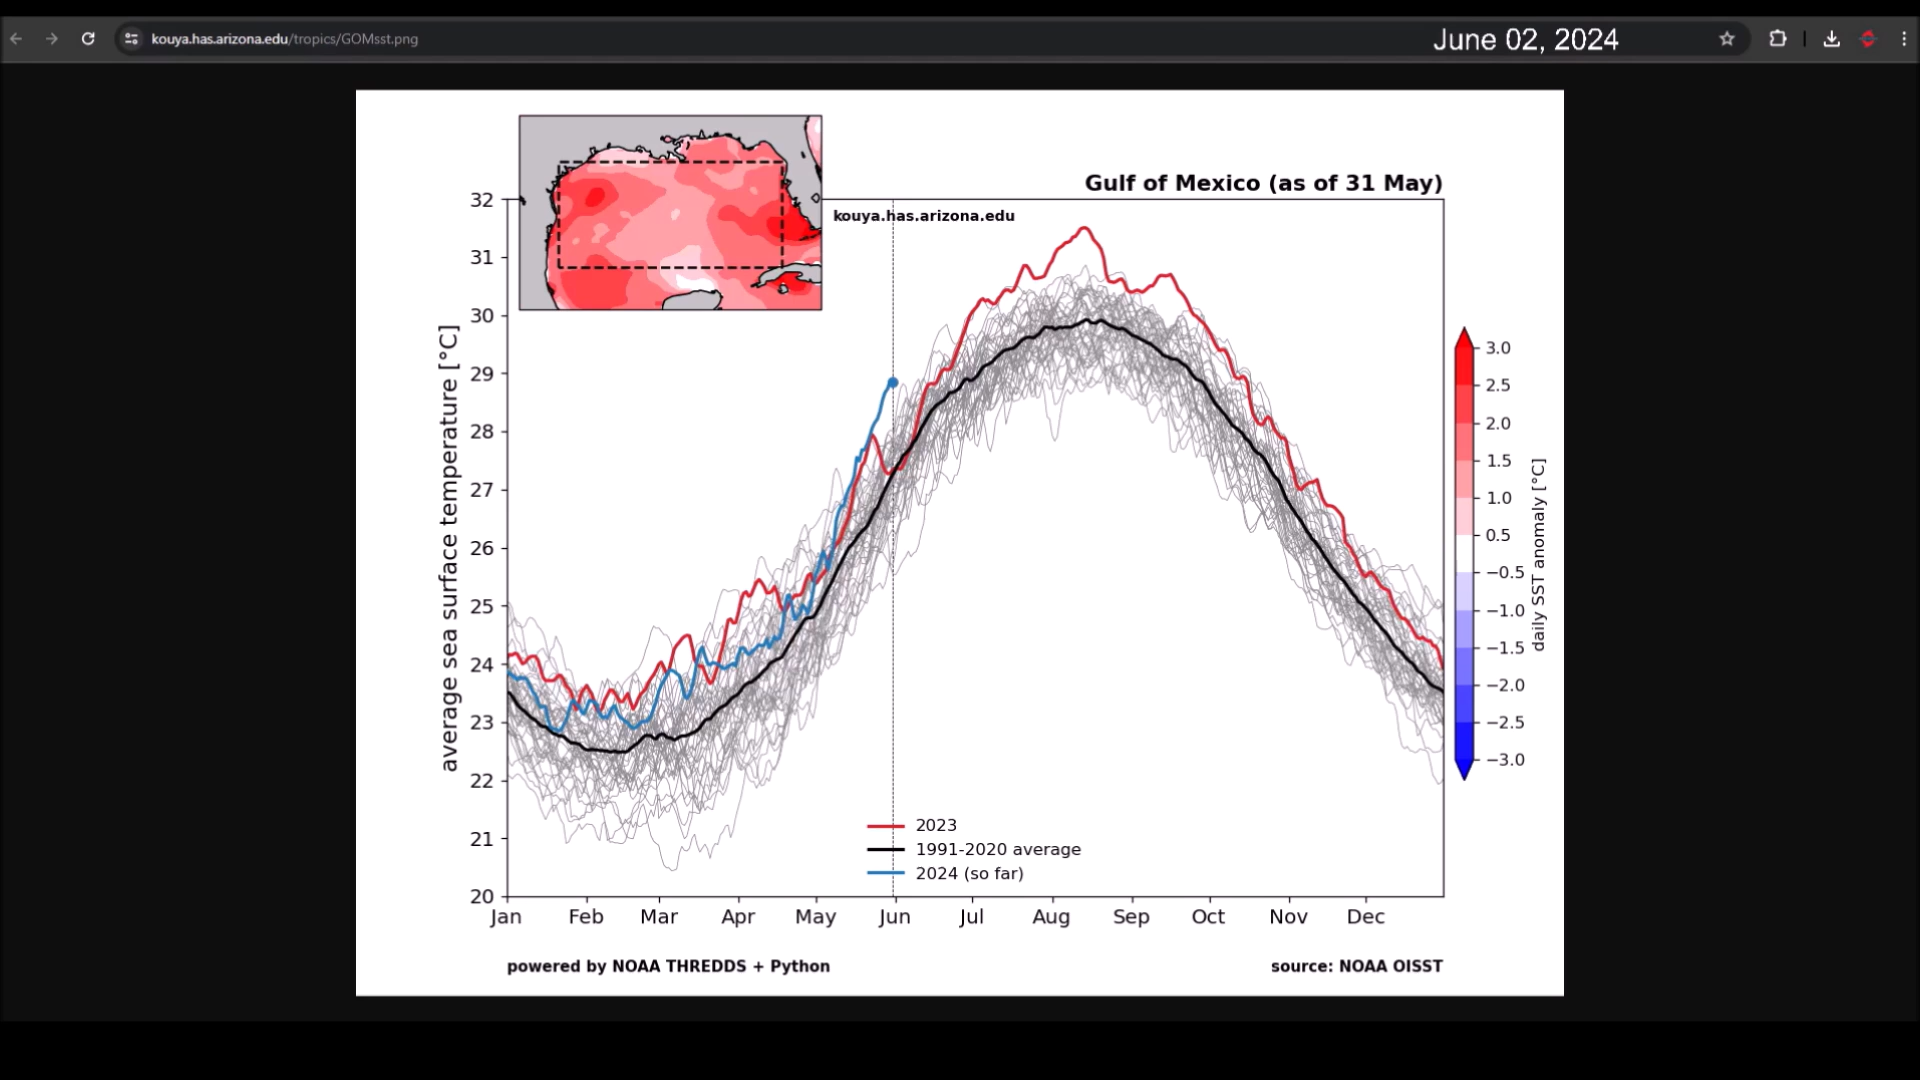 kouya.has.arizona.edu/tropics/GOMsst.png
June 02, 2024
Gulf of Mexico (as of 31 May)
kouya.has.arizona.edu
average sea surface temperature [°C]
32
31
30
29
28
27
26
25
24
23
22
21
20
Jan Feb Mar Apr May Jun Jul Aug Sep Oct Nov Dec
2023
1991-2020 average
2024 (so far)
3.0
2.5
2.0
1.5
1.0
0.5
−0.5
−1.0
−1.5
−2.0
−2.5
−3.0
daily SST anomaly [°C]
powered by NOAA THREDDS + Python
source: NOAA OISST